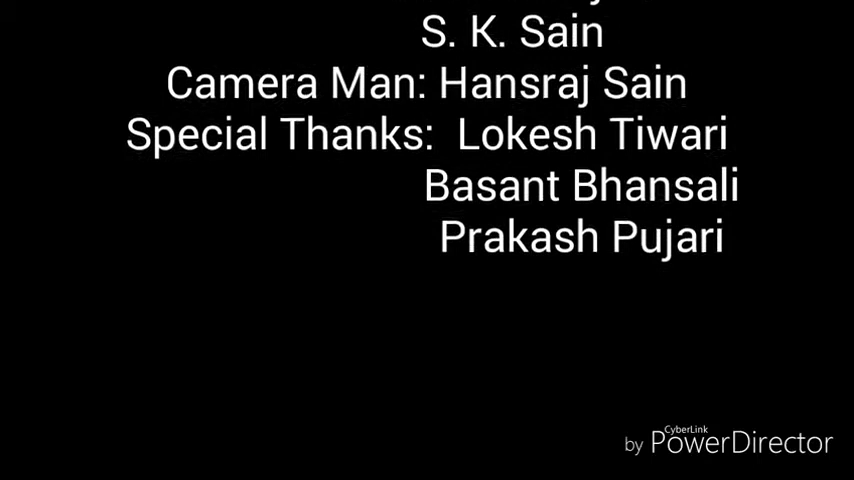 S. K. Sain
Camera Man: Hansraj Sain
Special Thanks: Lokesh Tiwari
Basant Bhansali
Prakash Pujari
by CyberLink PowerDirector